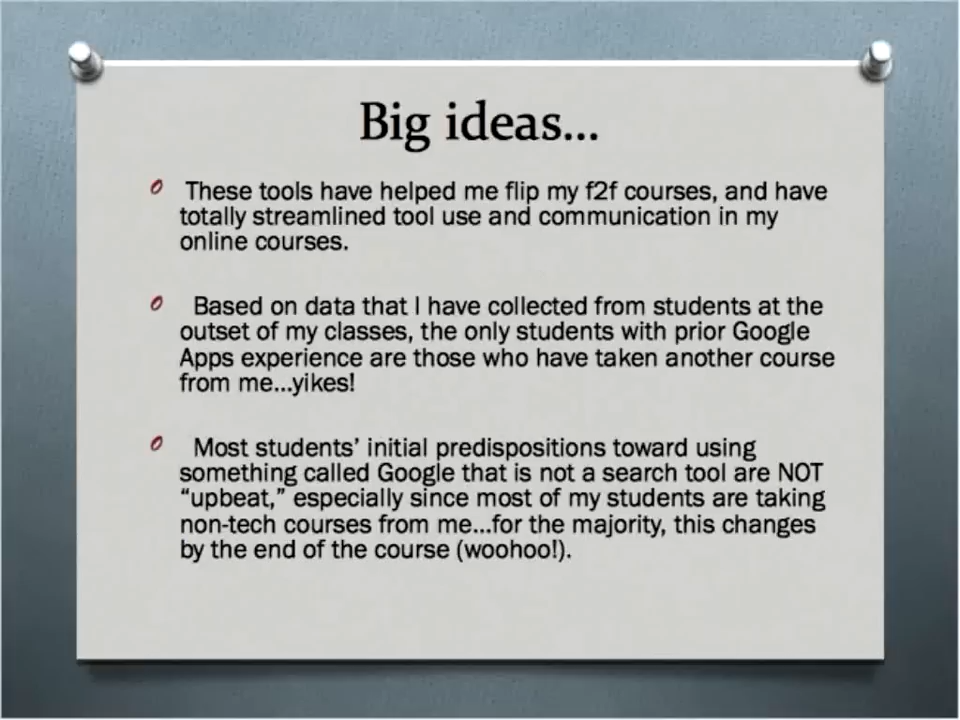 Big ideas...
These tools have helped me flip my f2f courses, and have
totally streamlined tool use and communication in my
online courses.
Based on data that I have collected from students at the
outset of my classes, the only students with prior Google
Apps experience are those who have taken another course
from me...yikes!
Most students’ initial predispositions toward using
something called Google that is not a search tool are NOT
“upbeat,” especially since most of my students are taking
non-tech courses from me...for the majority, this changes
by the end of the course (woohoo!).